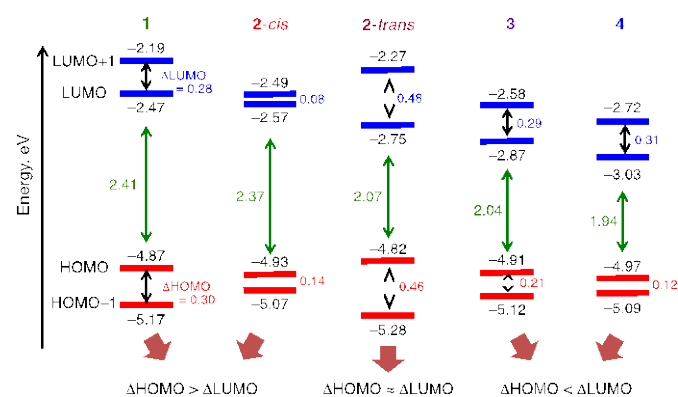 1 2-cis 2-trans 3 4
−2.19 −2.27
LUMO+1
ΔLUMO = 0.28
−2.49 0.08 0.48 −2.58
LUMO −2.72
−2.47 −2.57 −2.75 0.29 0.31
−2.87 −3.03
Energy, eV
2.41 2.37 2.07 2.04 1.94
−4.87 −4.93 −4.82 −4.91 −4.97
HOMO
ΔHOMO = 0.30
0.14 0.46 0.21 0.12
HOMO−1
−5.17 −5.07 −5.28 −5.12 −5.09
ΔHOMO > ΔLUMO ΔHOMO ≈ ΔLUMO ΔHOMO < ΔLUMO